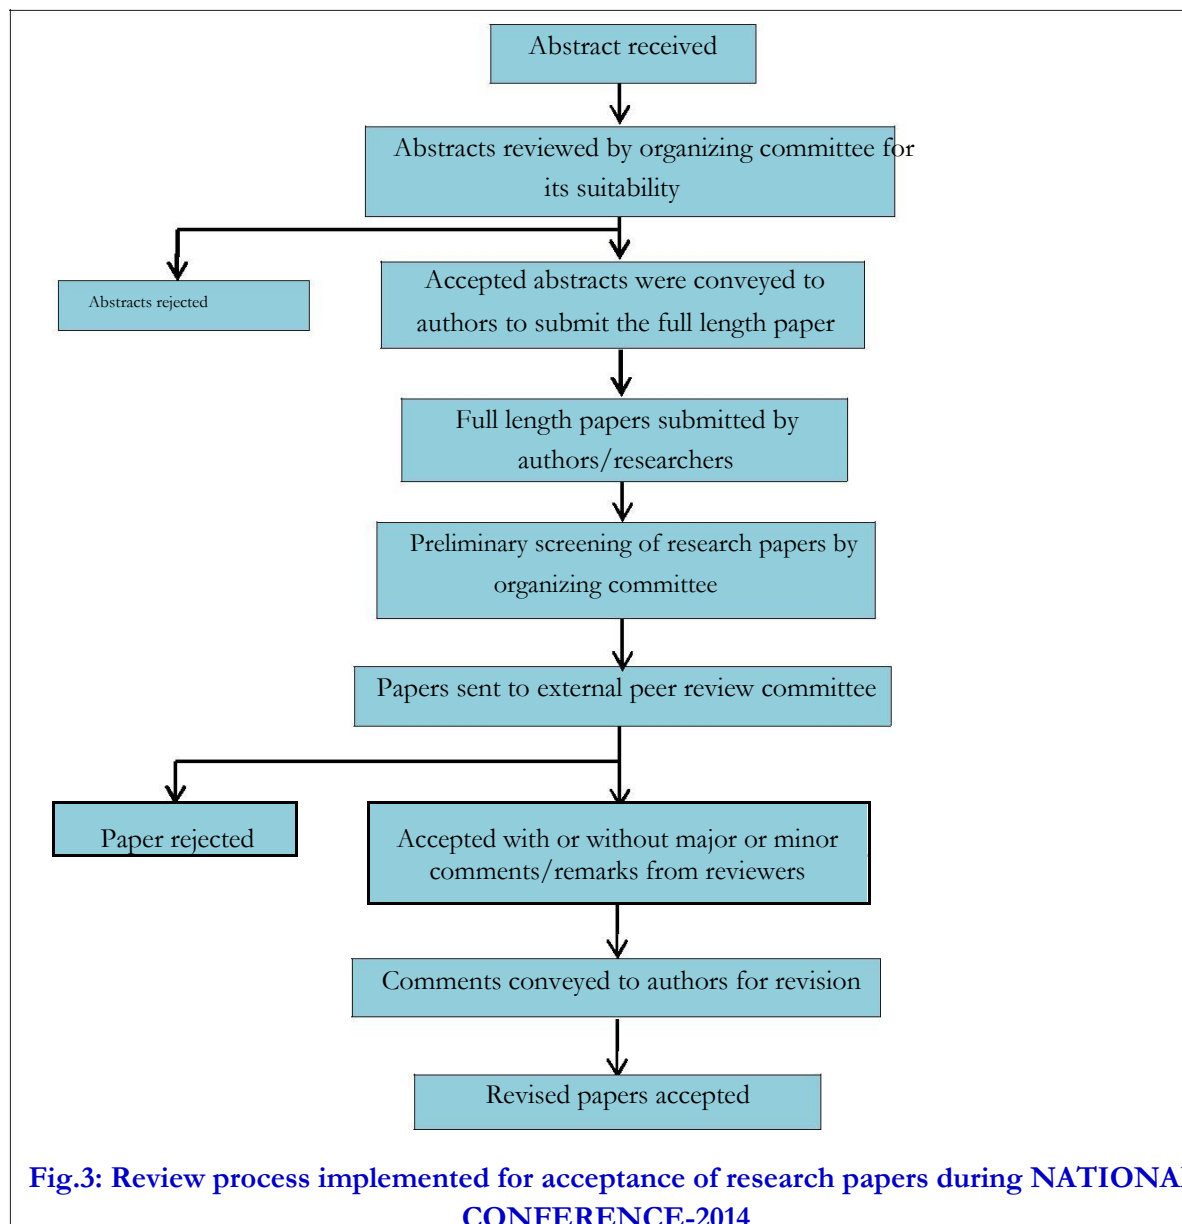 Abstract received
Abstracts reviewed by organizing committee for
its suitability
Abstracts rejected
Accepted abstracts were conveyed to
authors to submit the full length paper
Full length papers submitted by
authors/researchers
Preliminary screening of research papers by
organizing committee
Papers sent to external peer review committee
Paper rejected
Accepted with or without major or minor
comments/remarks from reviewers
Comments conveyed to authors for revision
Revised papers accepted
Fig.3: Review process implemented for acceptance of research papers during NATIONAL
CONFERENCE-2014